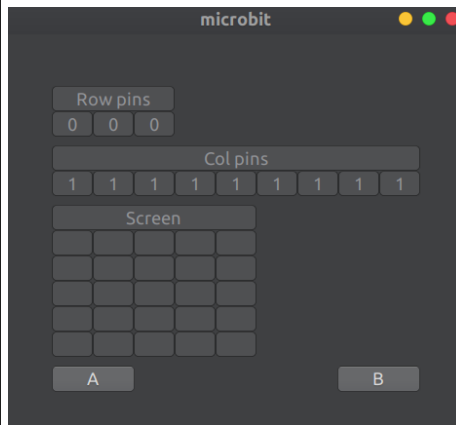 microbit
Row pins
0 0 0
Col pins
1 1 1 1 1 1 1 1 1
Screen
A B